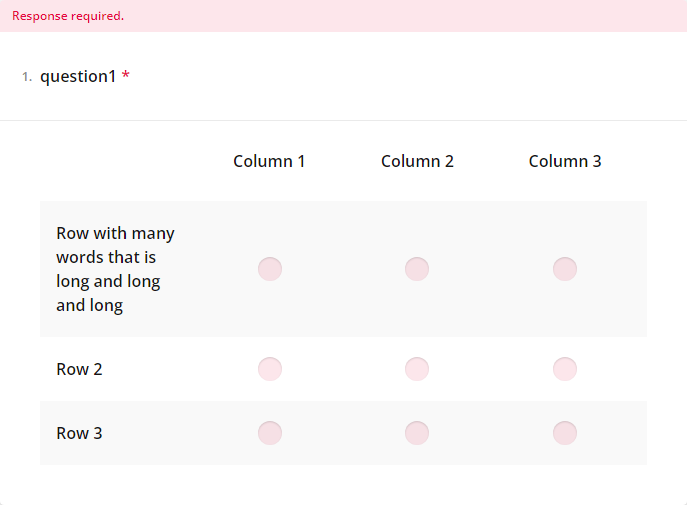 Response required.
1. question1 *
Column 1 Column 2 Column 3
Row with many
words that is
long and long
and long
Row 2
Row 3